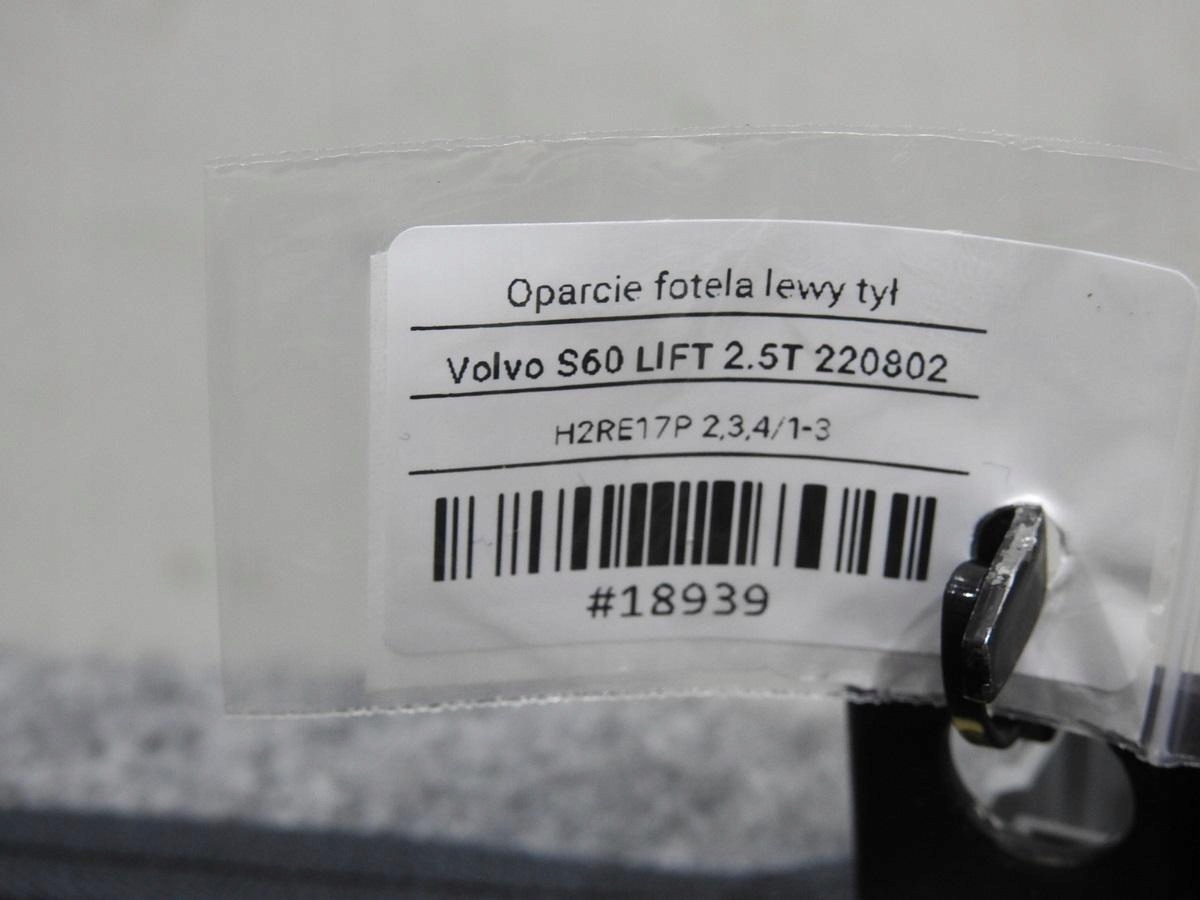 Oparcie fotela lewy tył
Volvo S60 LIFT 2.5T 220802
H2RE17P 2,3,4/1-3
#18939